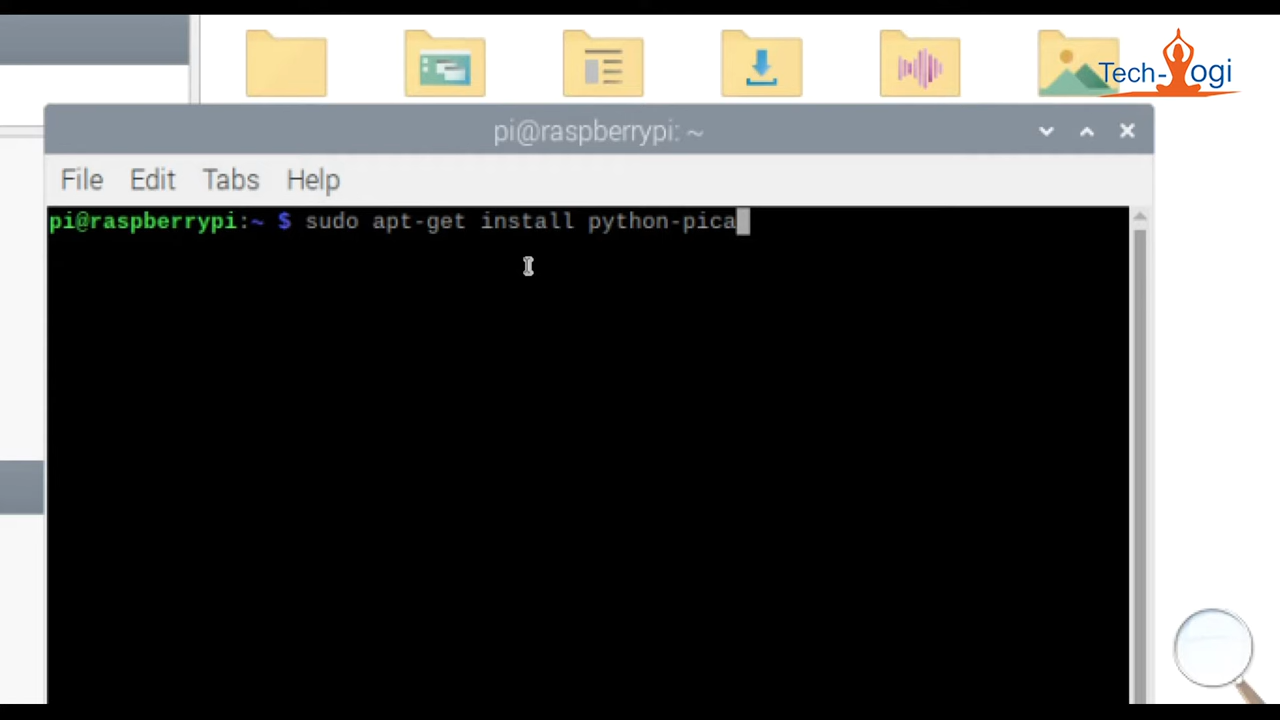 Tech-Yogi
pi@raspberrypi: ~
File Edit Tabs Help
pi@raspberrypi:~ $ sudo apt-get install python-pica